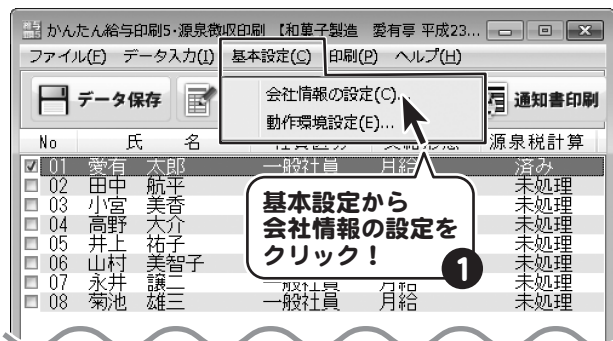 かんたん給与印刷5・源泉徴収印刷 【和菓子製造 愛有亭 平成23...
ファイル(F) データ入力(I) 基本設定(C) 印刷(P) ヘルプ(H)
データ保存
通知書印刷
会社情報の設定(C)...
動作環境設定(E)...
No 氏 名 源泉税計算
01 愛有 太郎 一般社員 月給 済み
02 田中 航平 未処理
03 小宮 美香 未処理
04 高野 大介 未処理
05 井上 祐子 未処理
06 山村 美智子 未処理
07 永井 譲二 一般社員 月給 未処理
08 菊池 雄三 一般社員 月給 未処理
基本設定から
会社情報の設定を
クリック！
1